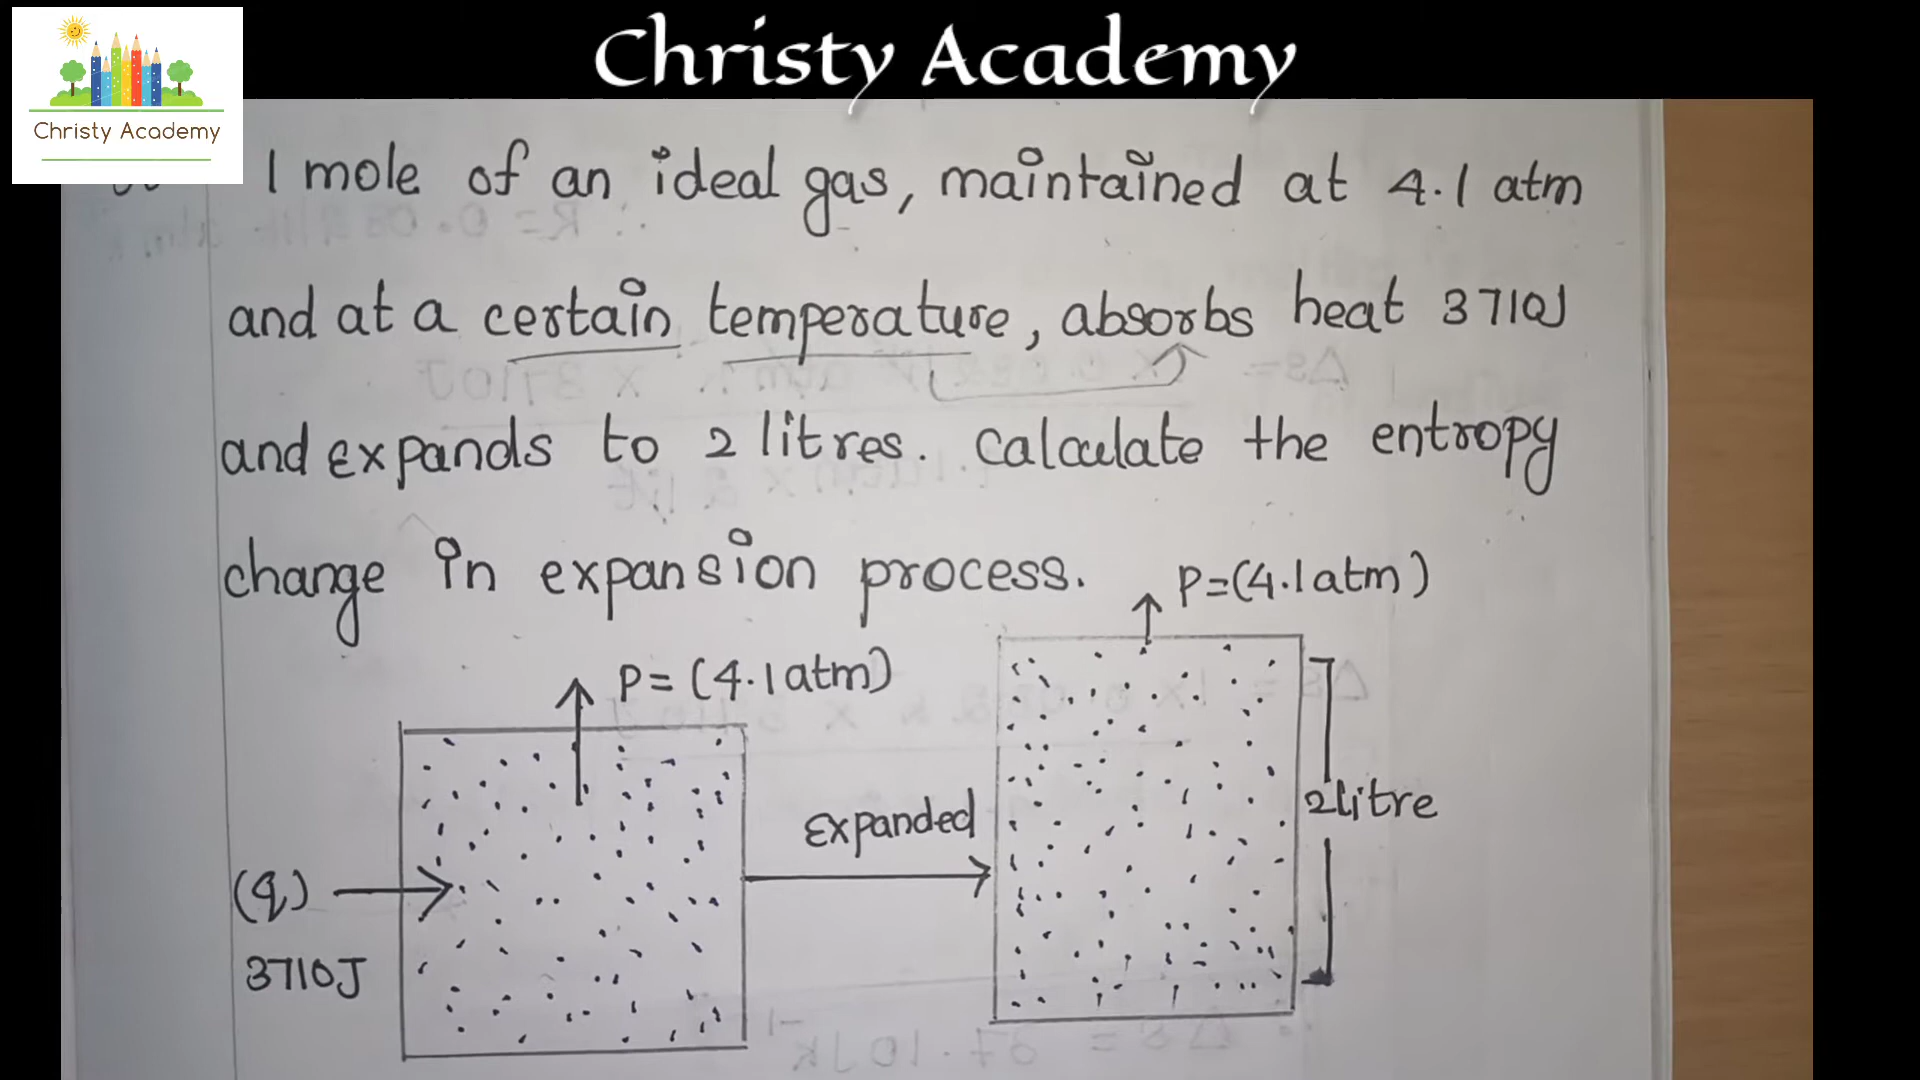 Christy Academy
Christy Academy
1 mole of an ideal gas, maintained at 4.1 atm
and at a certain temperature, absorbs heat 3710J
and expands to 2 litres. Calculate the entropy
change in expansion process.
P=(4.1atm)
P=(4.1atm)
Expanded
2litre
(q)
3710J